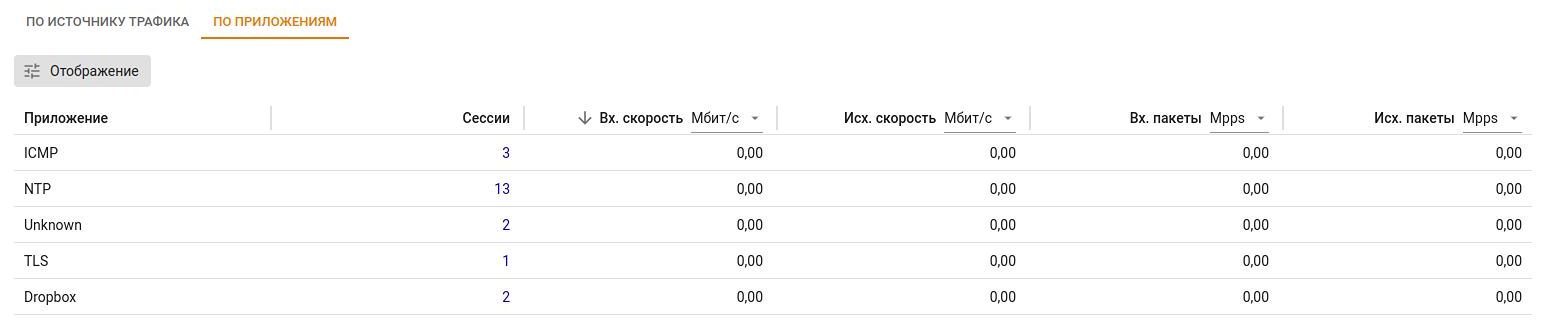 ПО ИСТОЧНИКУ ТРАФИКА ПО ПРИЛОЖЕНИЯМ
Отображение
Приложение Сессии Вх. скорость Мбит/с Исх. скорость Мбит/с Вх. пакеты Mpps Исх. пакеты Mpps
ICMP 3 0,00 0,00 0,00 0,00
NTP 13 0,00 0,00 0,00 0,00
Unknown 2 0,00 0,00 0,00 0,00
TLS 1 0,00 0,00 0,00 0,00
Dropbox 2 0,00 0,00 0,00 0,00